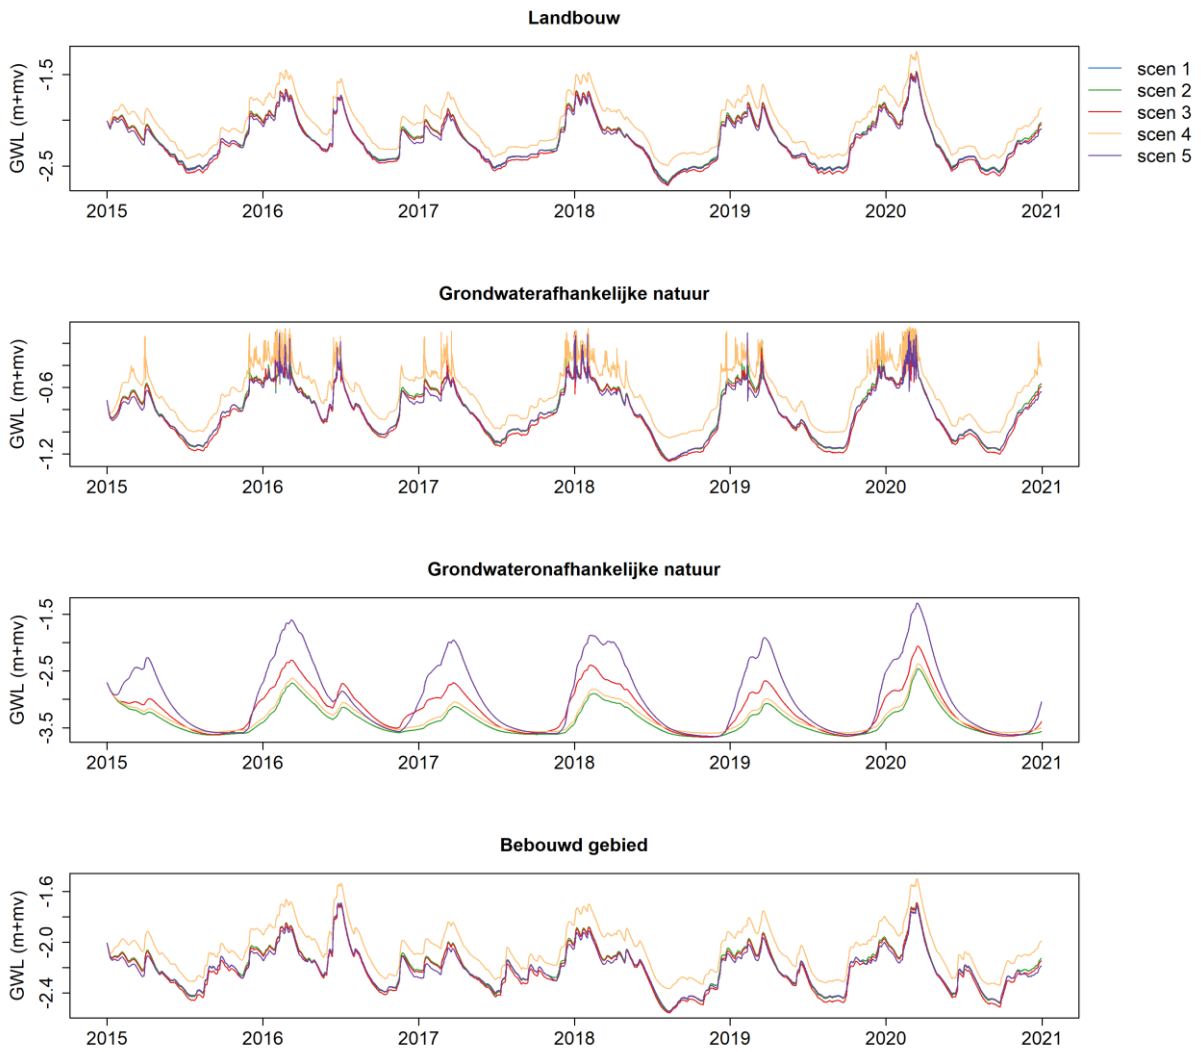 Landbouw
GWL (m+mv)
-1.5
-2.5
2015 2016 2017 2018 2019 2020 2021
scen 1
scen 2
scen 3
scen 4
scen 5
Grondwaterafhankelijke natuur
GWL (m+mv)
-0.6
-1.2
2015 2016 2017 2018 2019 2020 2021
Grondwateronafhankelijke natuur
GWL (m+mv)
-1.5
-2.5
-3.5
2015 2016 2017 2018 2019 2020 2021
Bebouwd gebied
GWL (m+mv)
-1.6
-2.0
-2.4
2015 2016 2017 2018 2019 2020 2021